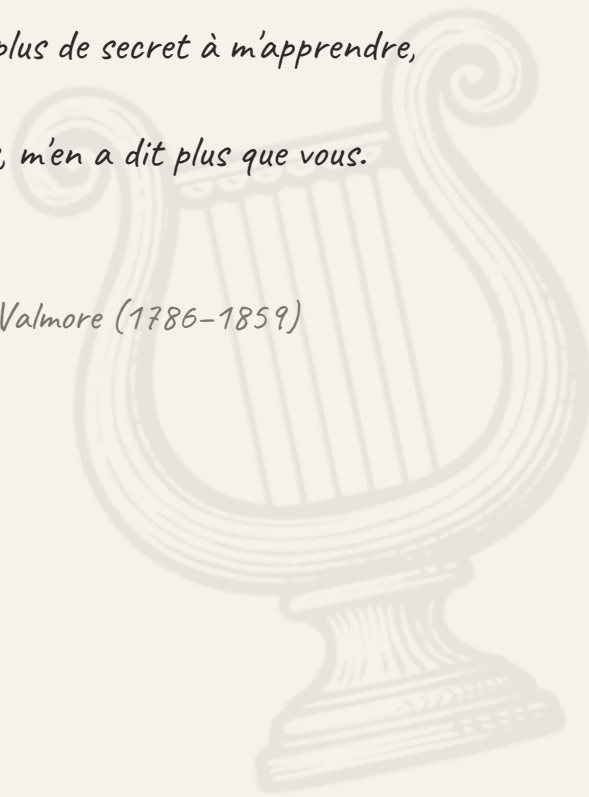 plus de secret à m'apprendre,
, m'en a dit plus que vous.
Valmore (1786–1859)